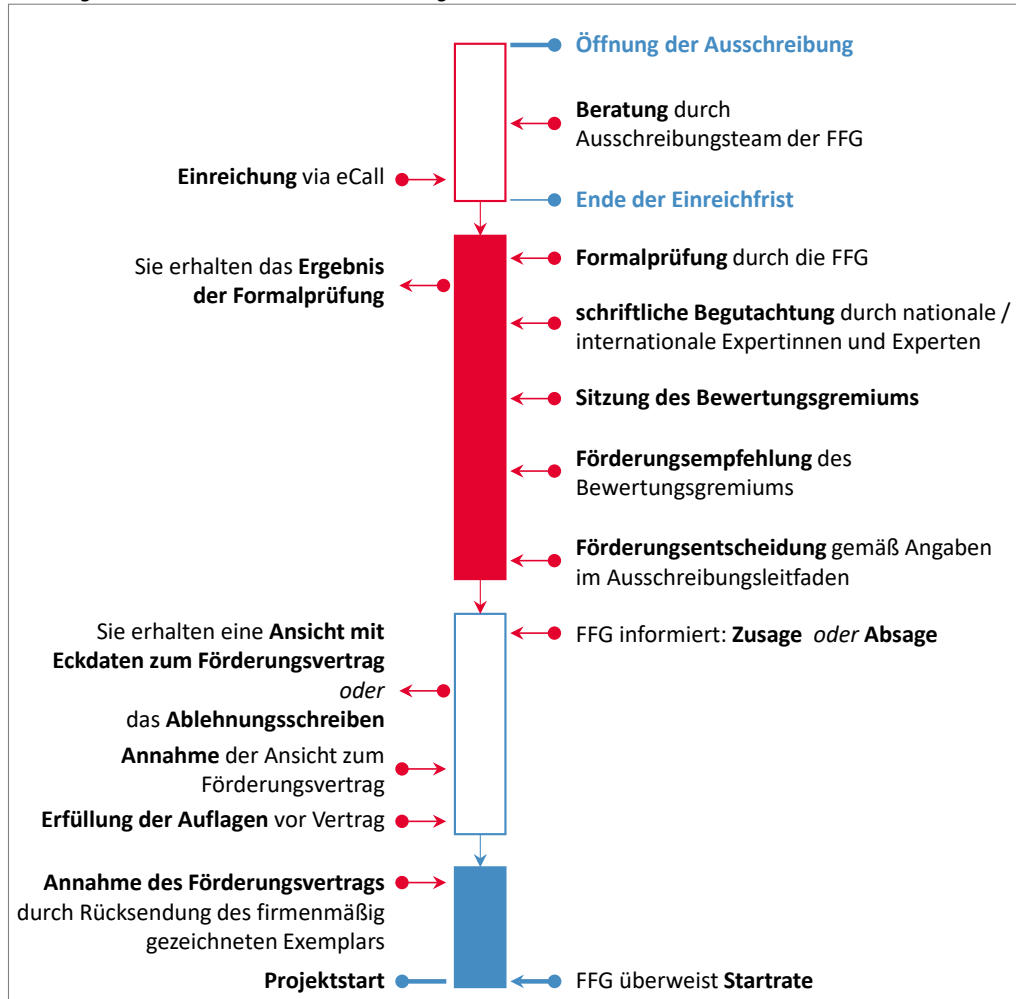 Öffnung der Ausschreibung
Beratung durch
Ausschreibungsteam der FFG
Einreichung via eCall
Ende der Einreichfrist
Formalprüfung durch die FFG
Sie erhalten das Ergebnis
der Formalprüfung
schriftliche Begutachtung durch nationale /
internationale Expertinnen und Experten
Sitzung des Bewertungsgremiums
Förderungsempfehlung des
Bewertungsgremiums
Förderungsentscheidung gemäß Angaben
im Ausschreibungsleitfaden
FFG informiert: Zusage oder Absage
Sie erhalten eine Ansicht mit
Eckdaten zum Förderungsvertrag
oder
das Ablehnungsschreiben
Annahme der Ansicht zum
Förderungsvertrag
Erfüllung der Auflagen vor Vertrag
Annahme des Förderungsvertrags
durch Rücksendung des firmenmäßig
gezeichneten Exemplars
Projektstart
FFG überweist Startrate